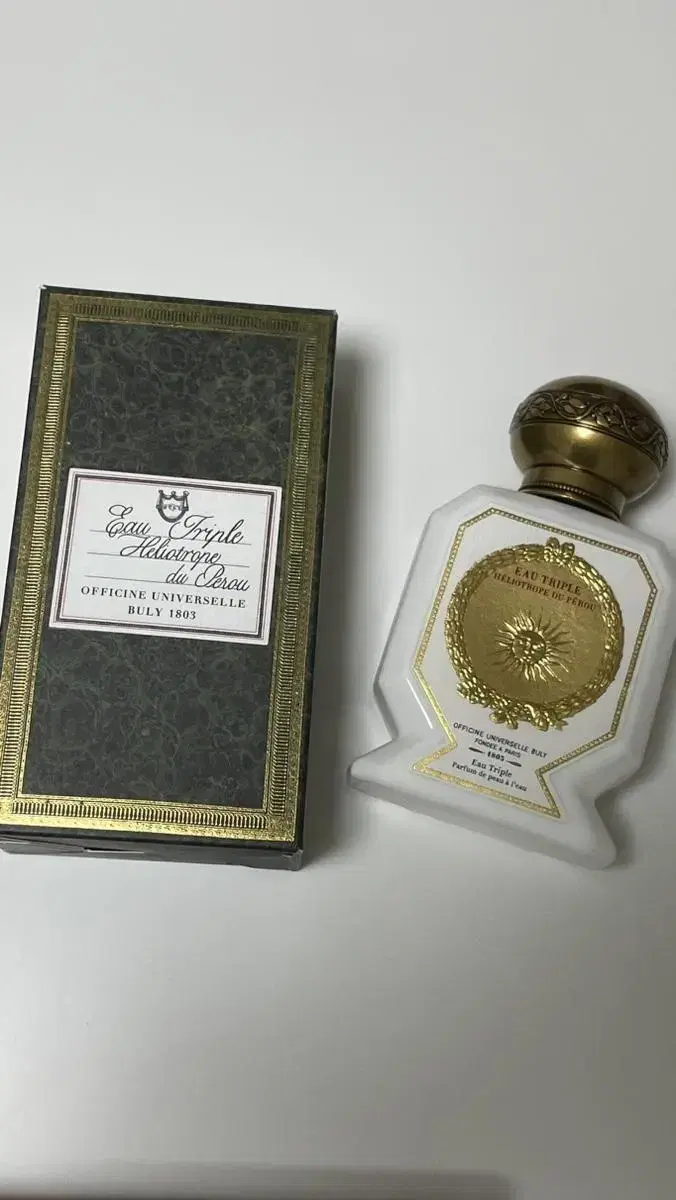 Eau Triple
Héliotrope
du Pérou
OFFICINE UNIVERSELLE
BULY 1803
EAU TRIPLE
HÉLIOTROPE DU PÉROU
OFFICINE UNIVERSELLE BULY
FONDÉE À PARIS
1803
Eau Triple
Parfum de peau à l'eau